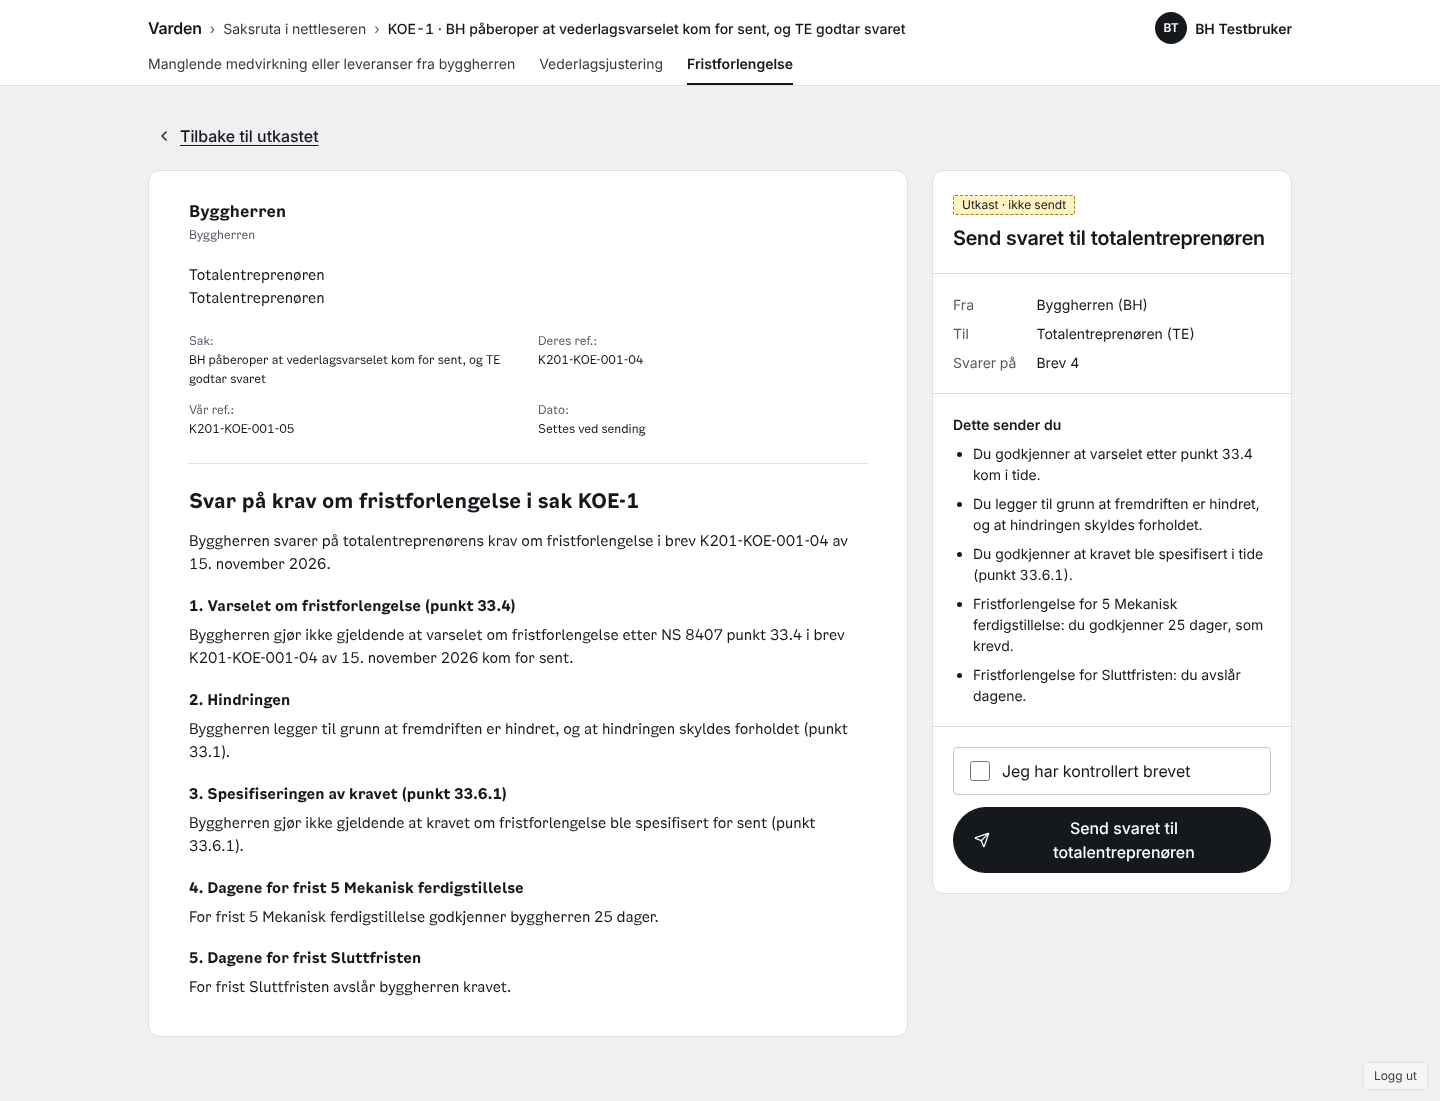 Varden › Saksruta i nettleseren › KOE-1 · BH påberoper at vederlagsvarselet kom for sent, og TE godtar svaret
BT BH Testbruker
Manglende medvirkning eller leveranser fra byggherren Vederlagsjustering Fristforlengelse
Tilbake til utkastet
Byggherren
Byggherren
Totalentreprenøren
Totalentreprenøren
Sak:
BH påberoper at vederlagsvarselet kom for sent, og TE
godtar svaret
Deres ref.:
K201-KOE-001-04
Vår ref.:
K201-KOE-001-05
Dato:
Settes ved sending
Svar på krav om fristforlengelse i sak KOE-1
Byggherren svarer på totalentreprenørens krav om fristforlengelse i brev K201-KOE-001-04 av
15. november 2026.
1. Varselet om fristforlengelse (punkt 33.4)
Byggherren gjør ikke gjeldende at varselet om fristforlengelse etter NS 8407 punkt 33.4 i brev
K201-KOE-001-04 av 15. november 2026 kom for sent.
2. Hindringen
Byggherren legger til grunn at fremdriften er hindret, og at hindringen skyldes forholdet (punkt
33.1).
3. Spesifiseringen av kravet (punkt 33.6.1)
Byggherren gjør ikke gjeldende at kravet om fristforlengelse ble spesifisert for sent (punkt
33.6.1).
4. Dagene for frist 5 Mekanisk ferdigstillelse
For frist 5 Mekanisk ferdigstillelse godkjenner byggherren 25 dager.
5. Dagene for frist Sluttfristen
For frist Sluttfristen avslår byggherren kravet.
Utkast · ikke sendt
Send svaret til totalentreprenøren
Fra Byggherren (BH)
Til Totalentreprenøren (TE)
Svarer på Brev 4
Dette sender du
• Du godkjenner at varselet etter punkt 33.4
kom i tide.
• Du legger til grunn at fremdriften er hindret,
og at hindringen skyldes forholdet.
• Du godkjenner at kravet ble spesifisert i tide
(punkt 33.6.1).
• Fristforlengelse for 5 Mekanisk
ferdigstillelse: du godkjenner 25 dager, som
krevd.
• Fristforlengelse for Sluttfristen: du avslår
dagene.
Jeg har kontrollert brevet
Send svaret til
totalentreprenøren
Logg ut